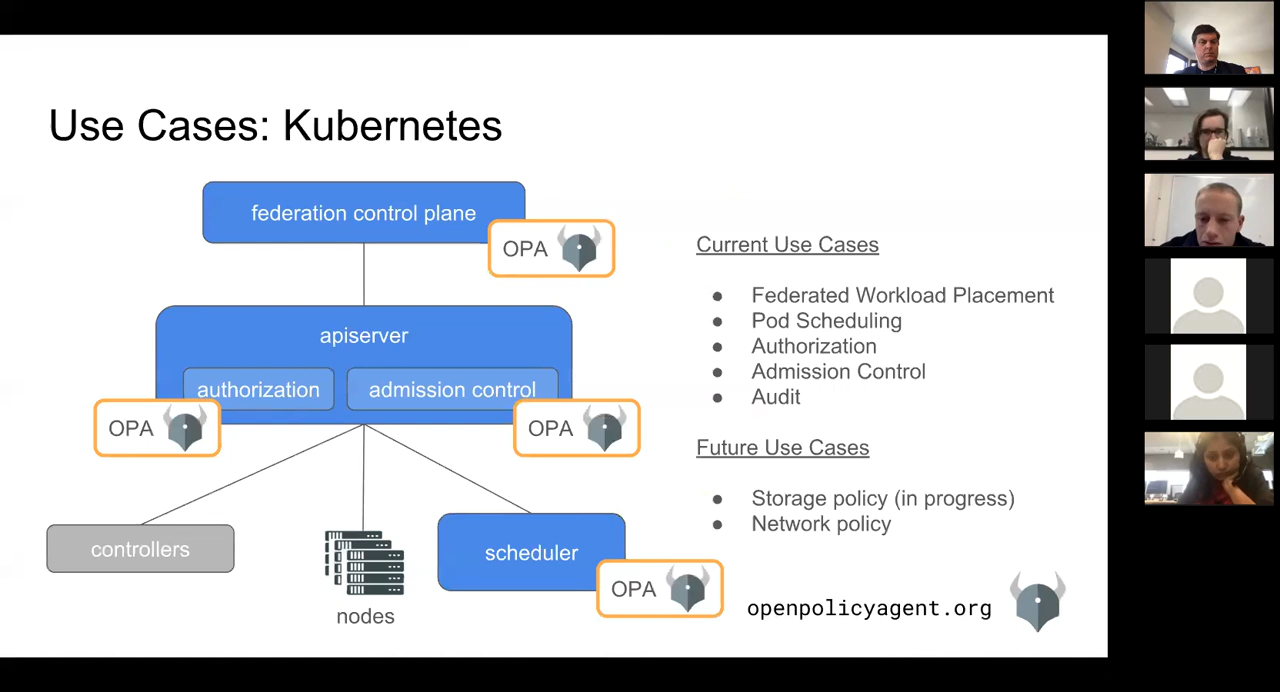 Use Cases: Kubernetes
federation control plane
OPA
apiserver
authorization
admission control
OPA
OPA
controllers
nodes
scheduler
OPA
Current Use Cases
● Federated Workload Placement
● Pod Scheduling
● Authorization
● Admission Control
● Audit
Future Use Cases
● Storage policy (in progress)
● Network policy
openpolicyagent.org